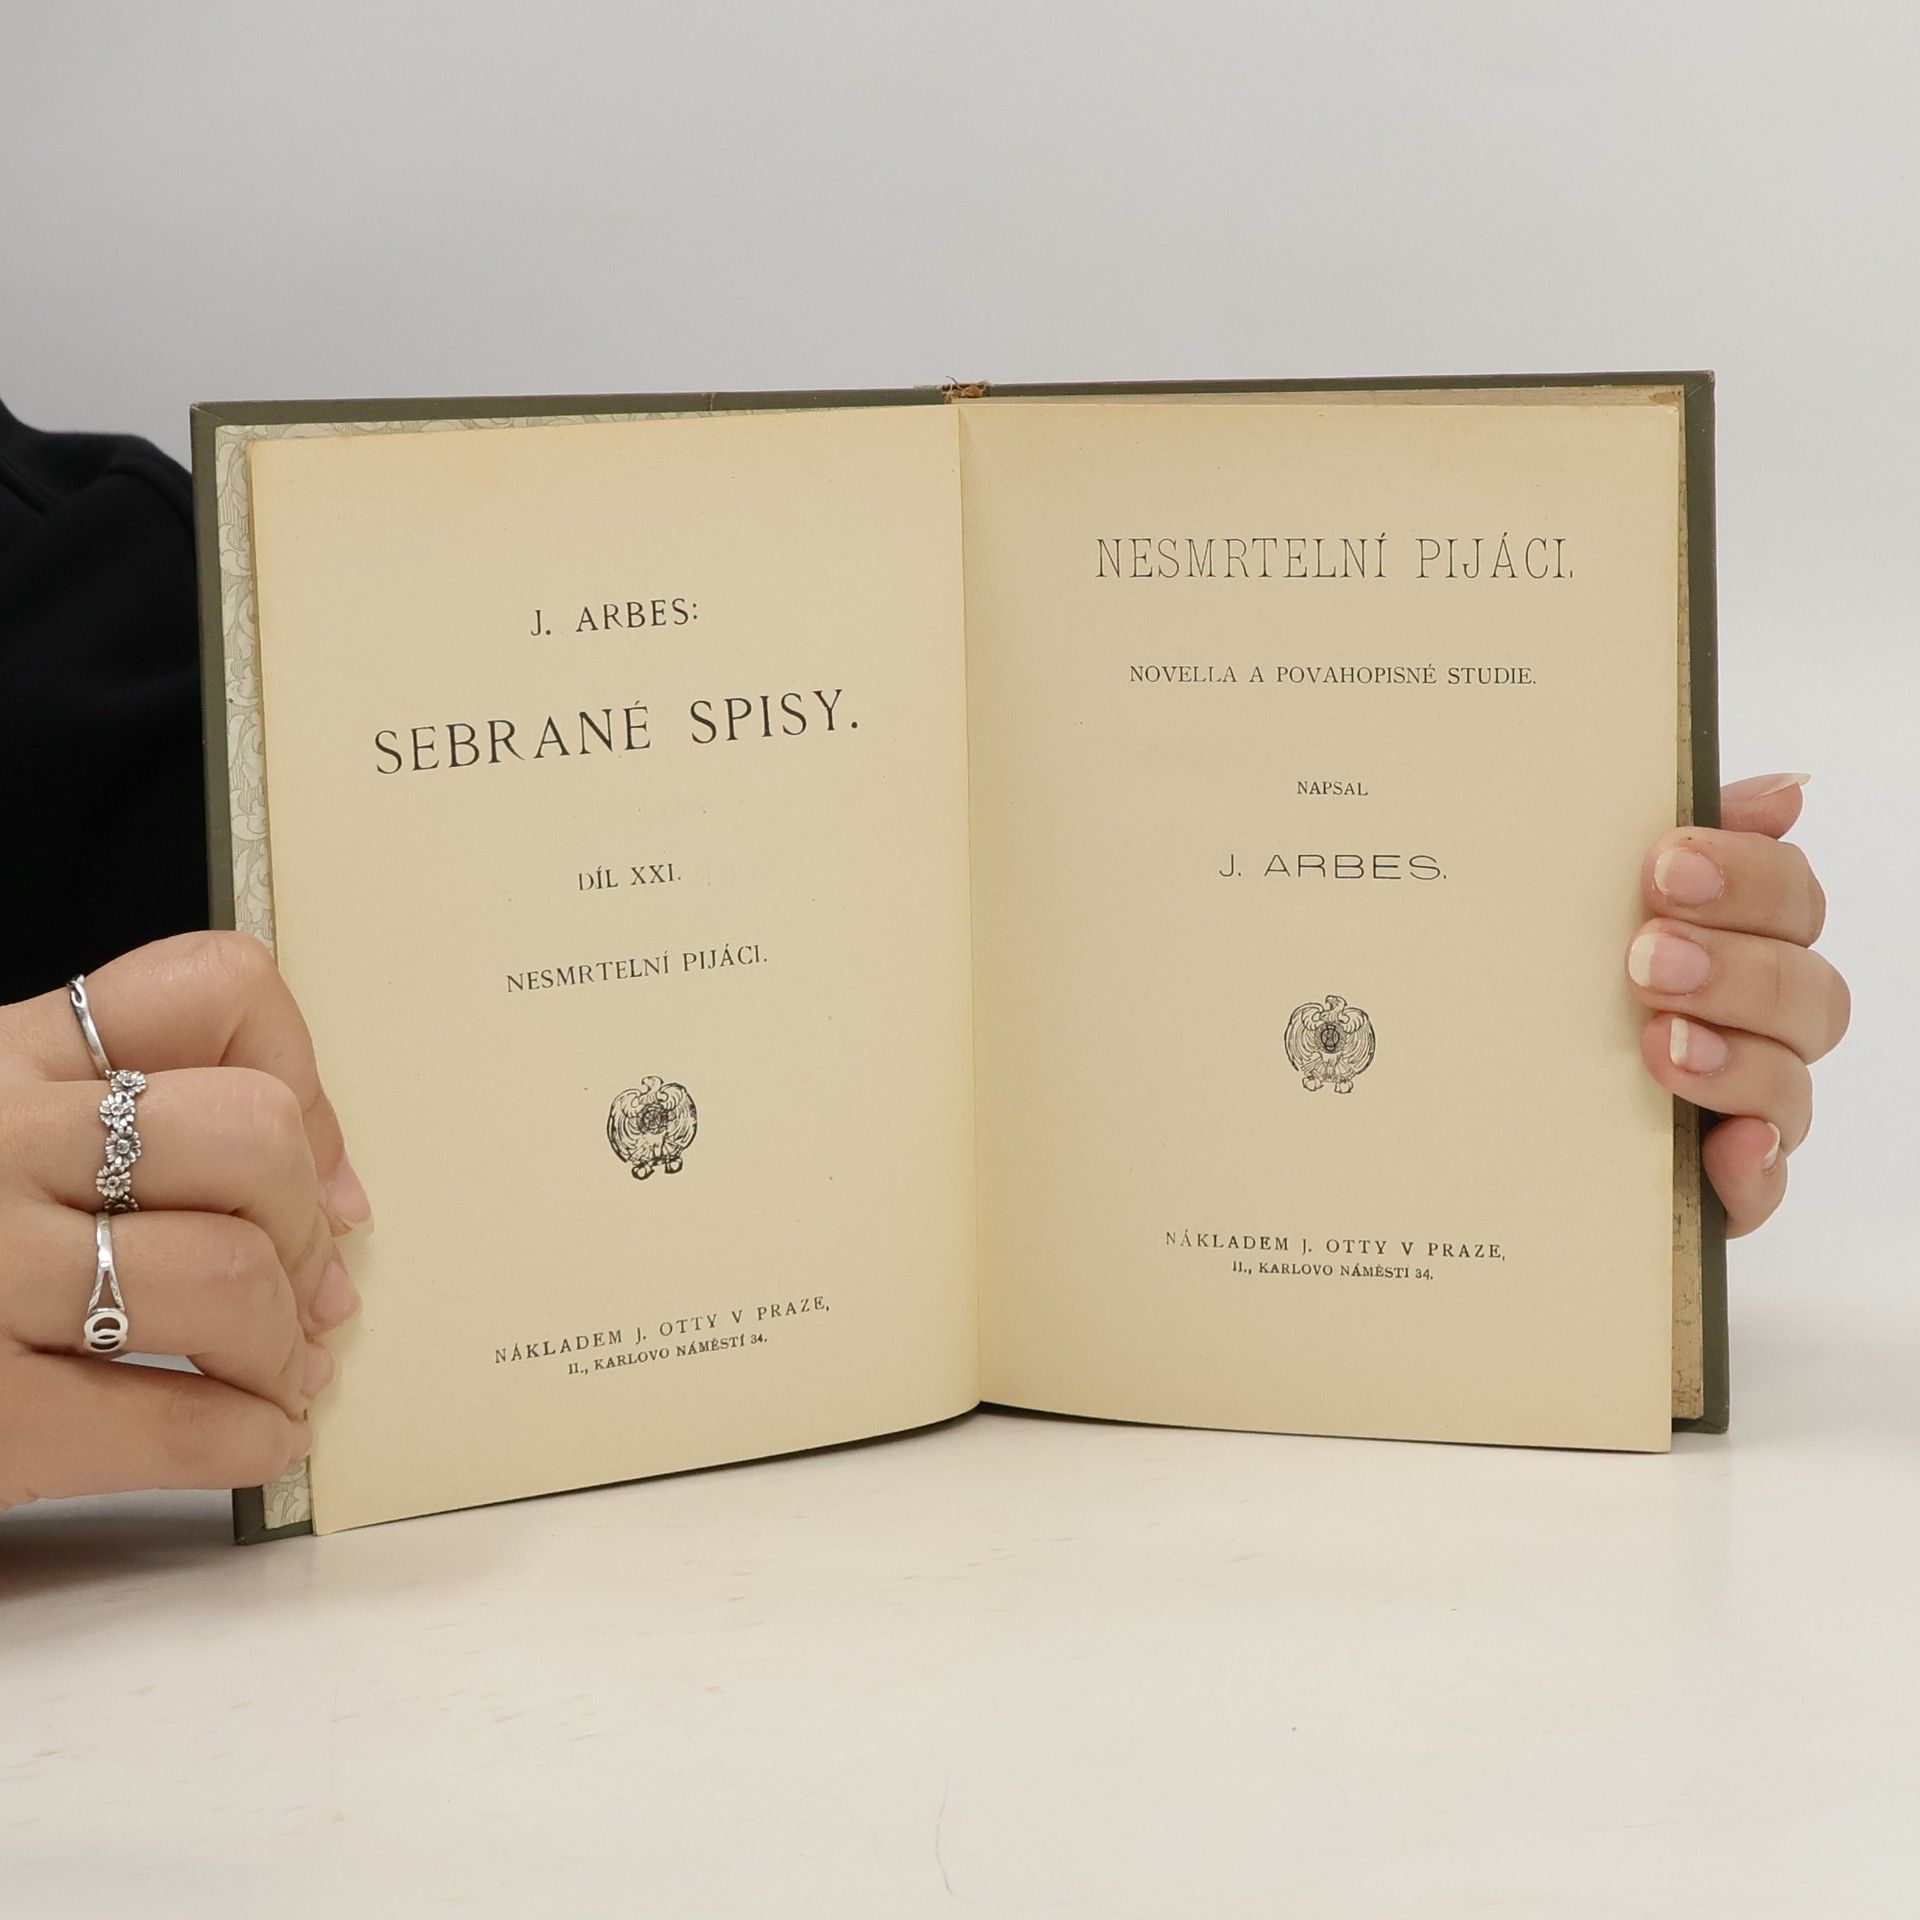 J. ARBES:
SEBRANÉ SPISY.
DÍL XXI.
NESMRTELNÍ PIJÁCI.
NÁKLADEM J. OTTY V PRAZE,
II., KARLOVO NÁMĚSTÍ 34.
NESMRTELNÍ PIJÁCI.
NOVELLA A POVAHOPISNÉ STUDIE.
NAPSAL
J. ARBES.
NÁKLADEM J. OTTY V PRAZE,
II., KARLOVO NÁMĚSTÍ 34.